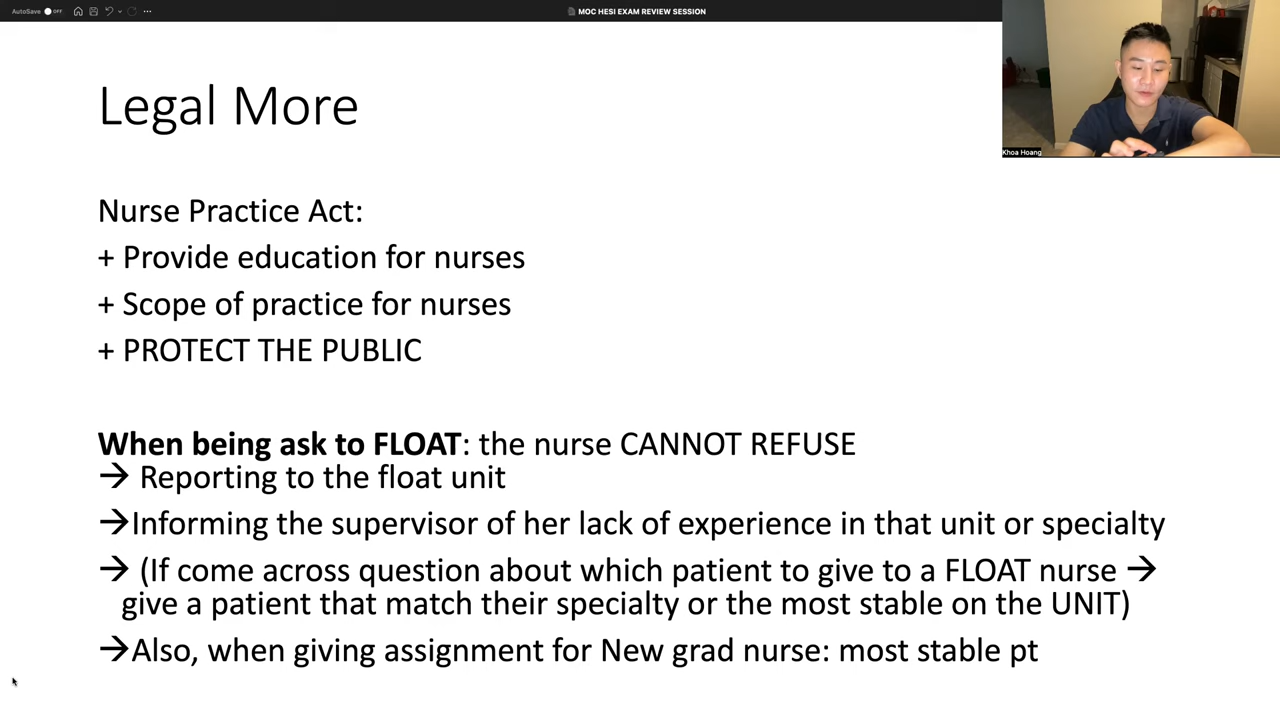 AutoSave OFF
MOC HESI EXAM REVIEW SESSION
Khoa Hoang
Legal More
Nurse Practice Act:
+ Provide education for nurses
+ Scope of practice for nurses
+ PROTECT THE PUBLIC
When being ask to FLOAT: the nurse CANNOT REFUSE
→ Reporting to the float unit
→Informing the supervisor of her lack of experience in that unit or specialty
→ (If come across question about which patient to give to a FLOAT nurse →
give a patient that match their specialty or the most stable on the UNIT)
→Also, when giving assignment for New grad nurse: most stable pt